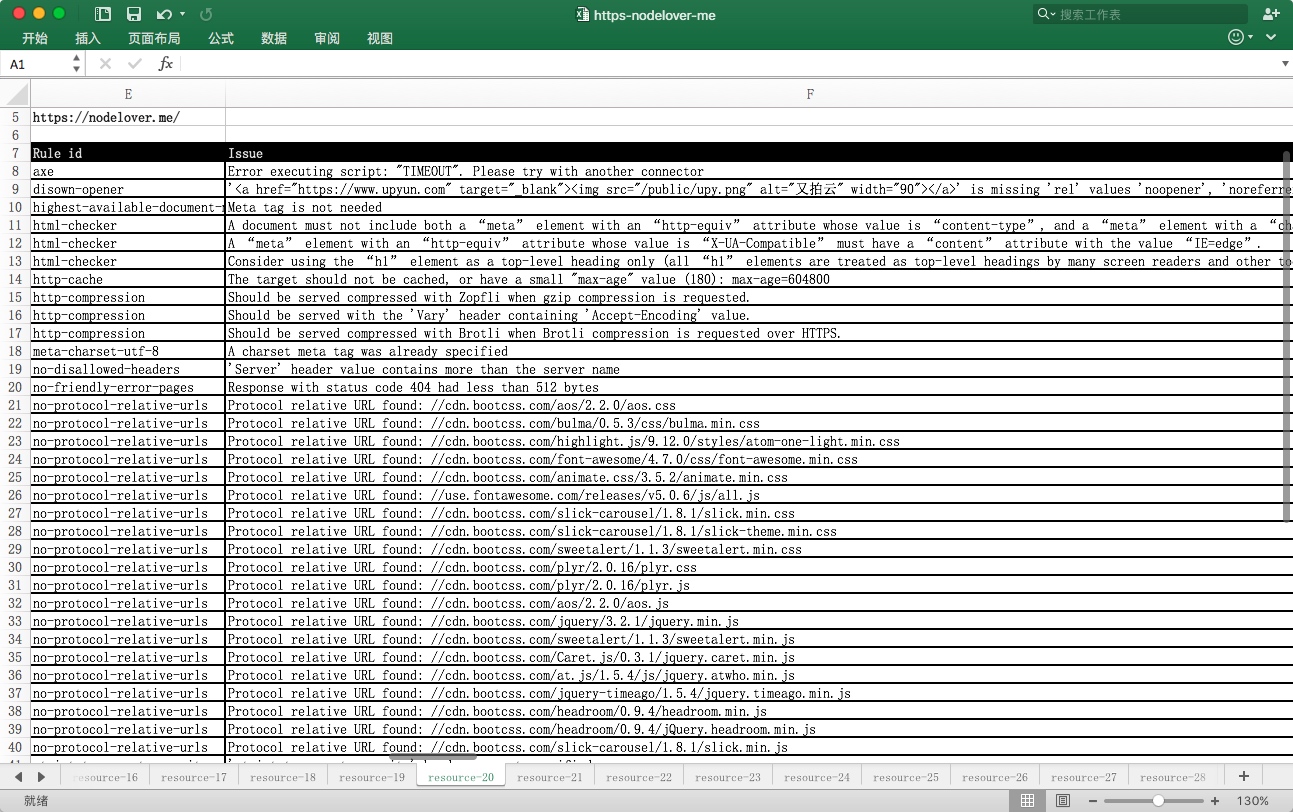 https-nodelover-me
搜索工作表
开始 插入 页面布局 公式 数据 审阅 视图
A1 fx
E F
5 https://nodelover.me/
6
7 Rule id Issue
8 axe Error executing script: "TIMEOUT". Please try with another connector
9 disown-opener '<a href="https://www.upyun.com" target="_blank"><img src="/public/upy.png" alt="又拍云" width="90"></a>' is missing 'rel' values 'noopener', 'noreferre
10 highest-available-document- Meta tag is not needed
11 html-checker A document must not include both a “meta” element with an “http-equiv” attribute whose value is “content-type”, and a “meta” element with a “cha
12 html-checker A “meta” element with an “http-equiv” attribute whose value is “X-UA-Compatible” must have a “content” attribute with the value “IE=edge”.
13 html-checker Consider using the “h1” element as a top-level heading only (all “h1” elements are treated as top-level headings by many screen readers and other to
14 http-cache The target should not be cached, or have a small "max-age" value (180): max-age=604800
15 http-compression Should be served compressed with Zopfli when gzip compression is requested.
16 http-compression Should be served with the 'Vary' header containing 'Accept-Encoding' value.
17 http-compression Should be served compressed with Brotli when Brotli compression is requested over HTTPS.
18 meta-charset-utf-8 A charset meta tag was already specified
19 no-disallowed-headers 'Server' header value contains more than the server name
20 no-friendly-error-pages Response with status code 404 had less than 512 bytes
21 no-protocol-relative-urls Protocol relative URL found: //cdn.bootcss.com/aos/2.2.0/aos.css
22 no-protocol-relative-urls Protocol relative URL found: //cdn.bootcss.com/bulma/0.5.3/css/bulma.min.css
23 no-protocol-relative-urls Protocol relative URL found: //cdn.bootcss.com/highlight.js/9.12.0/styles/atom-one-light.min.css
24 no-protocol-relative-urls Protocol relative URL found: //cdn.bootcss.com/font-awesome/4.7.0/css/font-awesome.min.css
25 no-protocol-relative-urls Protocol relative URL found: //cdn.bootcss.com/animate.css/3.5.2/animate.min.css
26 no-protocol-relative-urls Protocol relative URL found: //use.fontawesome.com/releases/v5.0.6/js/all.js
27 no-protocol-relative-urls Protocol relative URL found: //cdn.bootcss.com/slick-carousel/1.8.1/slick.min.css
28 no-protocol-relative-urls Protocol relative URL found: //cdn.bootcss.com/slick-carousel/1.8.1/slick-theme.min.css
29 no-protocol-relative-urls Protocol relative URL found: //cdn.bootcss.com/sweetalert/1.1.3/sweetalert.min.css
30 no-protocol-relative-urls Protocol relative URL found: //cdn.bootcss.com/plyr/2.0.16/plyr.css
31 no-protocol-relative-urls Protocol relative URL found: //cdn.bootcss.com/plyr/2.0.16/plyr.js
32 no-protocol-relative-urls Protocol relative URL found: //cdn.bootcss.com/aos/2.2.0/aos.js
33 no-protocol-relative-urls Protocol relative URL found: //cdn.bootcss.com/jquery/3.2.1/jquery.min.js
34 no-protocol-relative-urls Protocol relative URL found: //cdn.bootcss.com/sweetalert/1.1.3/sweetalert.min.js
35 no-protocol-relative-urls Protocol relative URL found: //cdn.bootcss.com/Caret.js/0.3.1/jquery.caret.min.js
36 no-protocol-relative-urls Protocol relative URL found: //cdn.bootcss.com/at.js/1.5.4/js/jquery.atwho.min.js
37 no-protocol-relative-urls Protocol relative URL found: //cdn.bootcss.com/jquery-timeago/1.5.4/jquery.timeago.min.js
38 no-protocol-relative-urls Protocol relative URL found: //cdn.bootcss.com/headroom/0.9.4/headroom.min.js
39 no-protocol-relative-urls Protocol relative URL found: //cdn.bootcss.com/headroom/0.9.4/jQuery.headroom.min.js
40 no-protocol-relative-urls Protocol relative URL found: //cdn.bootcss.com/slick-carousel/1.8.1/slick.min.js
resource-16 resource-17 resource-18 resource-19 resource-20 resource-21 resource-22 resource-23 resource-24 resource-25 resource-26 resource-27 resource-28 +
就绪 130%